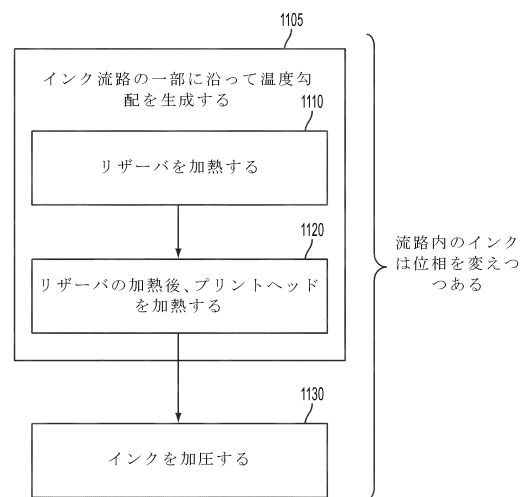 1105
インク流路の一部に沿って温度勾
配を生成する
1110
リザーバを加熱する
1120
リザーバの加熱後、プリントヘッド
を加熱する
流路内のインク
は位相を変えつ
つある
1130
インクを加圧する